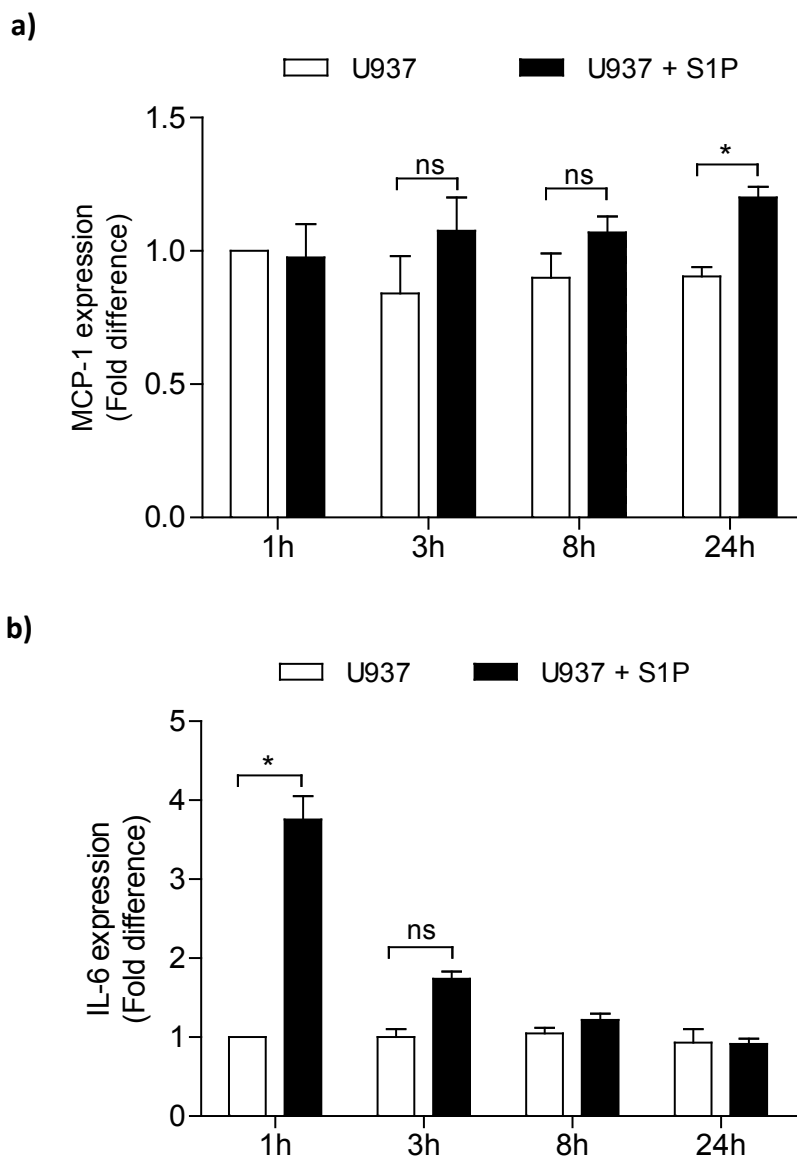 a)
U937
U937 + S1P
MCP-1 expression
(Fold difference)
1.5
1.0
0.5
0.0
ns
ns
*
1h
3h
8h
24h
b)
U937
U937 + S1P
IL-6 expression
(Fold difference)
5
4
3
2
1
0
*
ns
1h
3h
8h
24h